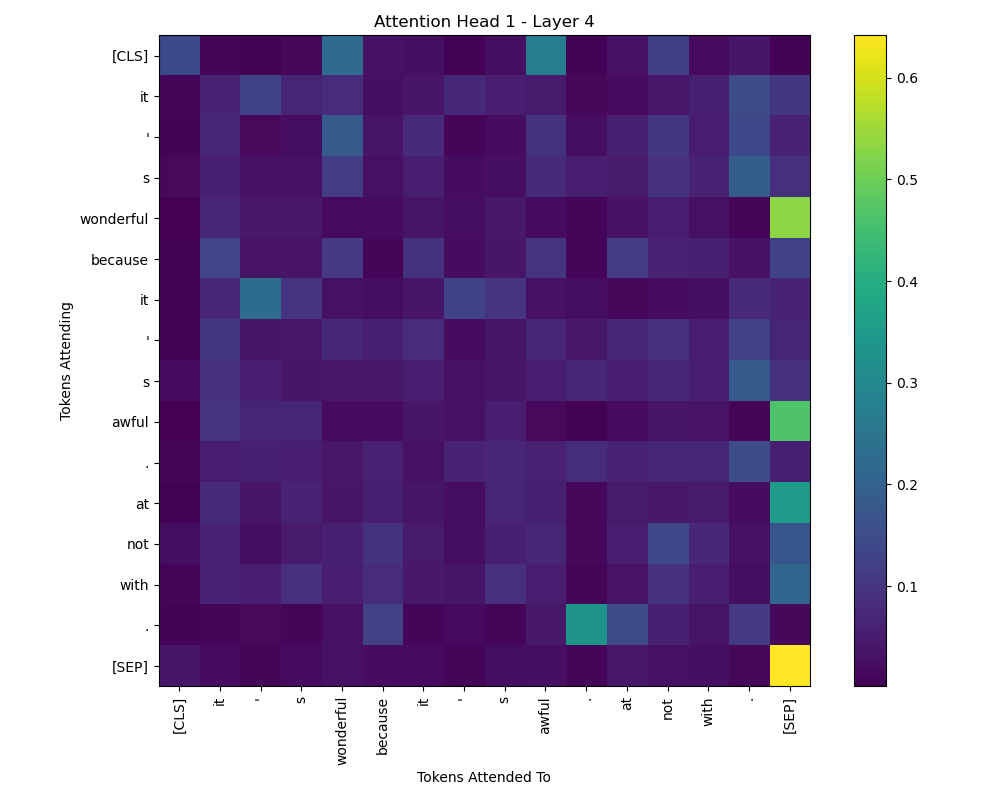 Attention Head 1 - Layer 4
Tokens Attending
[CLS]
it
'
s
wonderful
because
it
'
s
awful
.
at
not
with
.
[SEP]
[CLS] it ' s wonderful because it ' s awful . at not with . [SEP]
Tokens Attended To
0.6
0.5
0.4
0.3
0.2
0.1